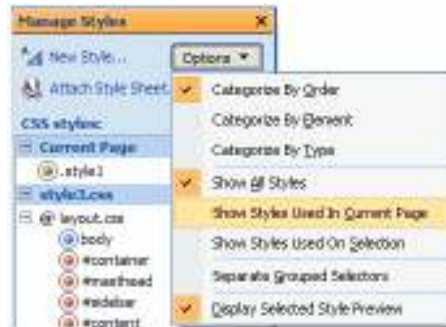 Manage Styles
New Style...
Options
Attach Style Sheet.
Categorize By Order
CSS styles:
Categorize By Element
Current Page
Categorize By Type
.style1
Show All Styles
style3.css
Show Styles Used In Current Page
@ layout.css
body
Show Styles Used On Selection
#container
#masthead
Separate Grouped Selectors
#sidebar
Display Selected Style Preview
#content